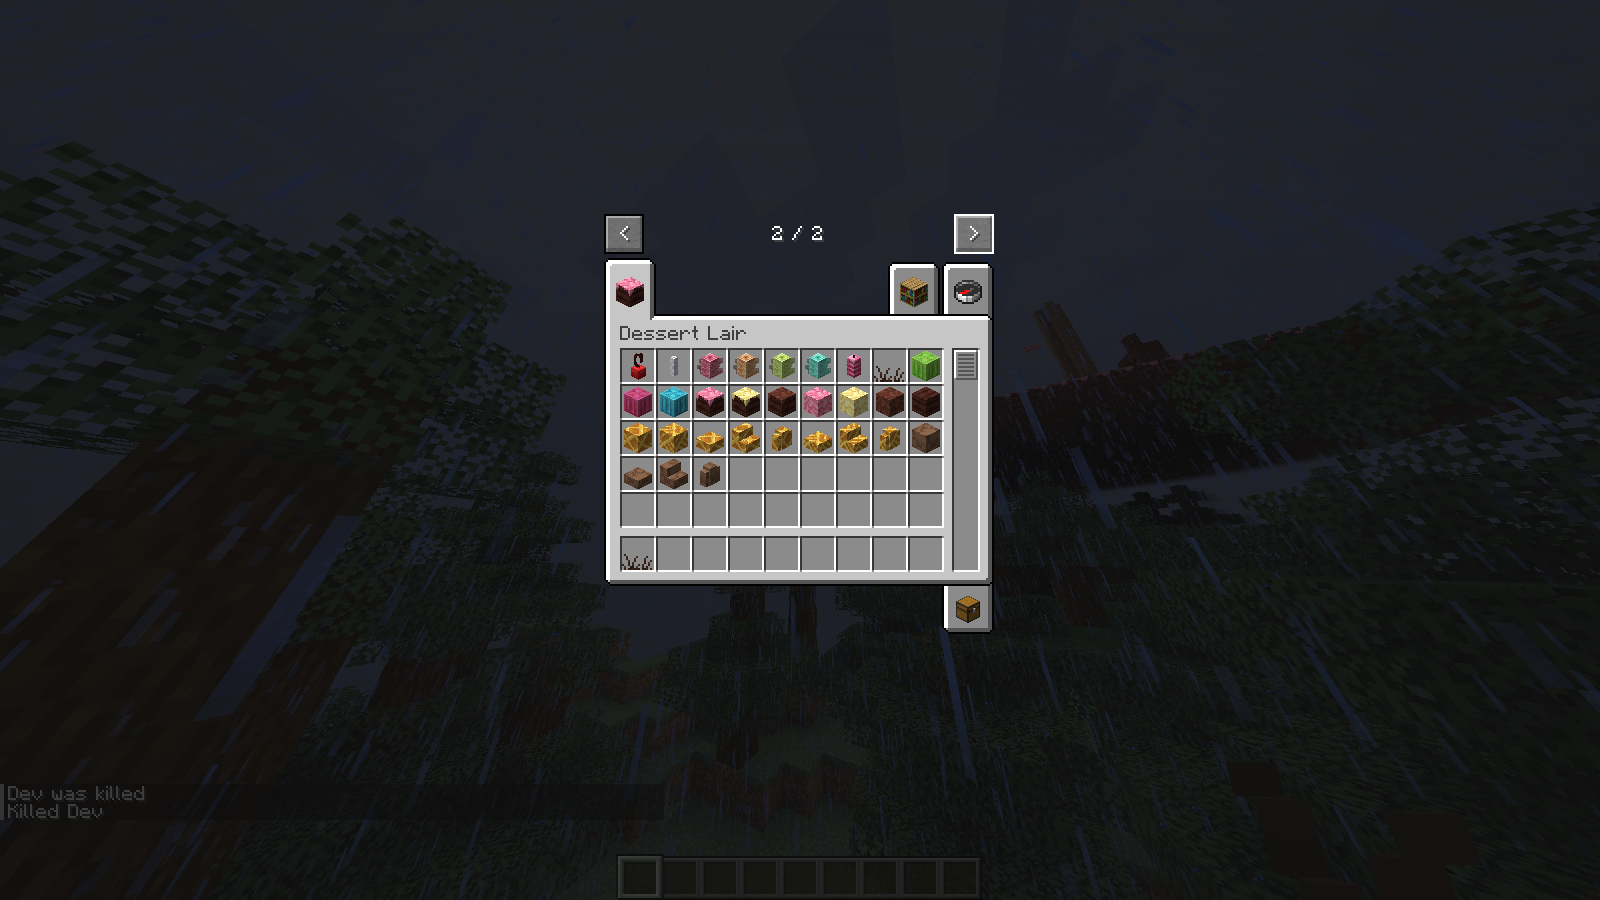 <
2 / 2
>
Dessert Lair
Dev was killed
Killed Dev